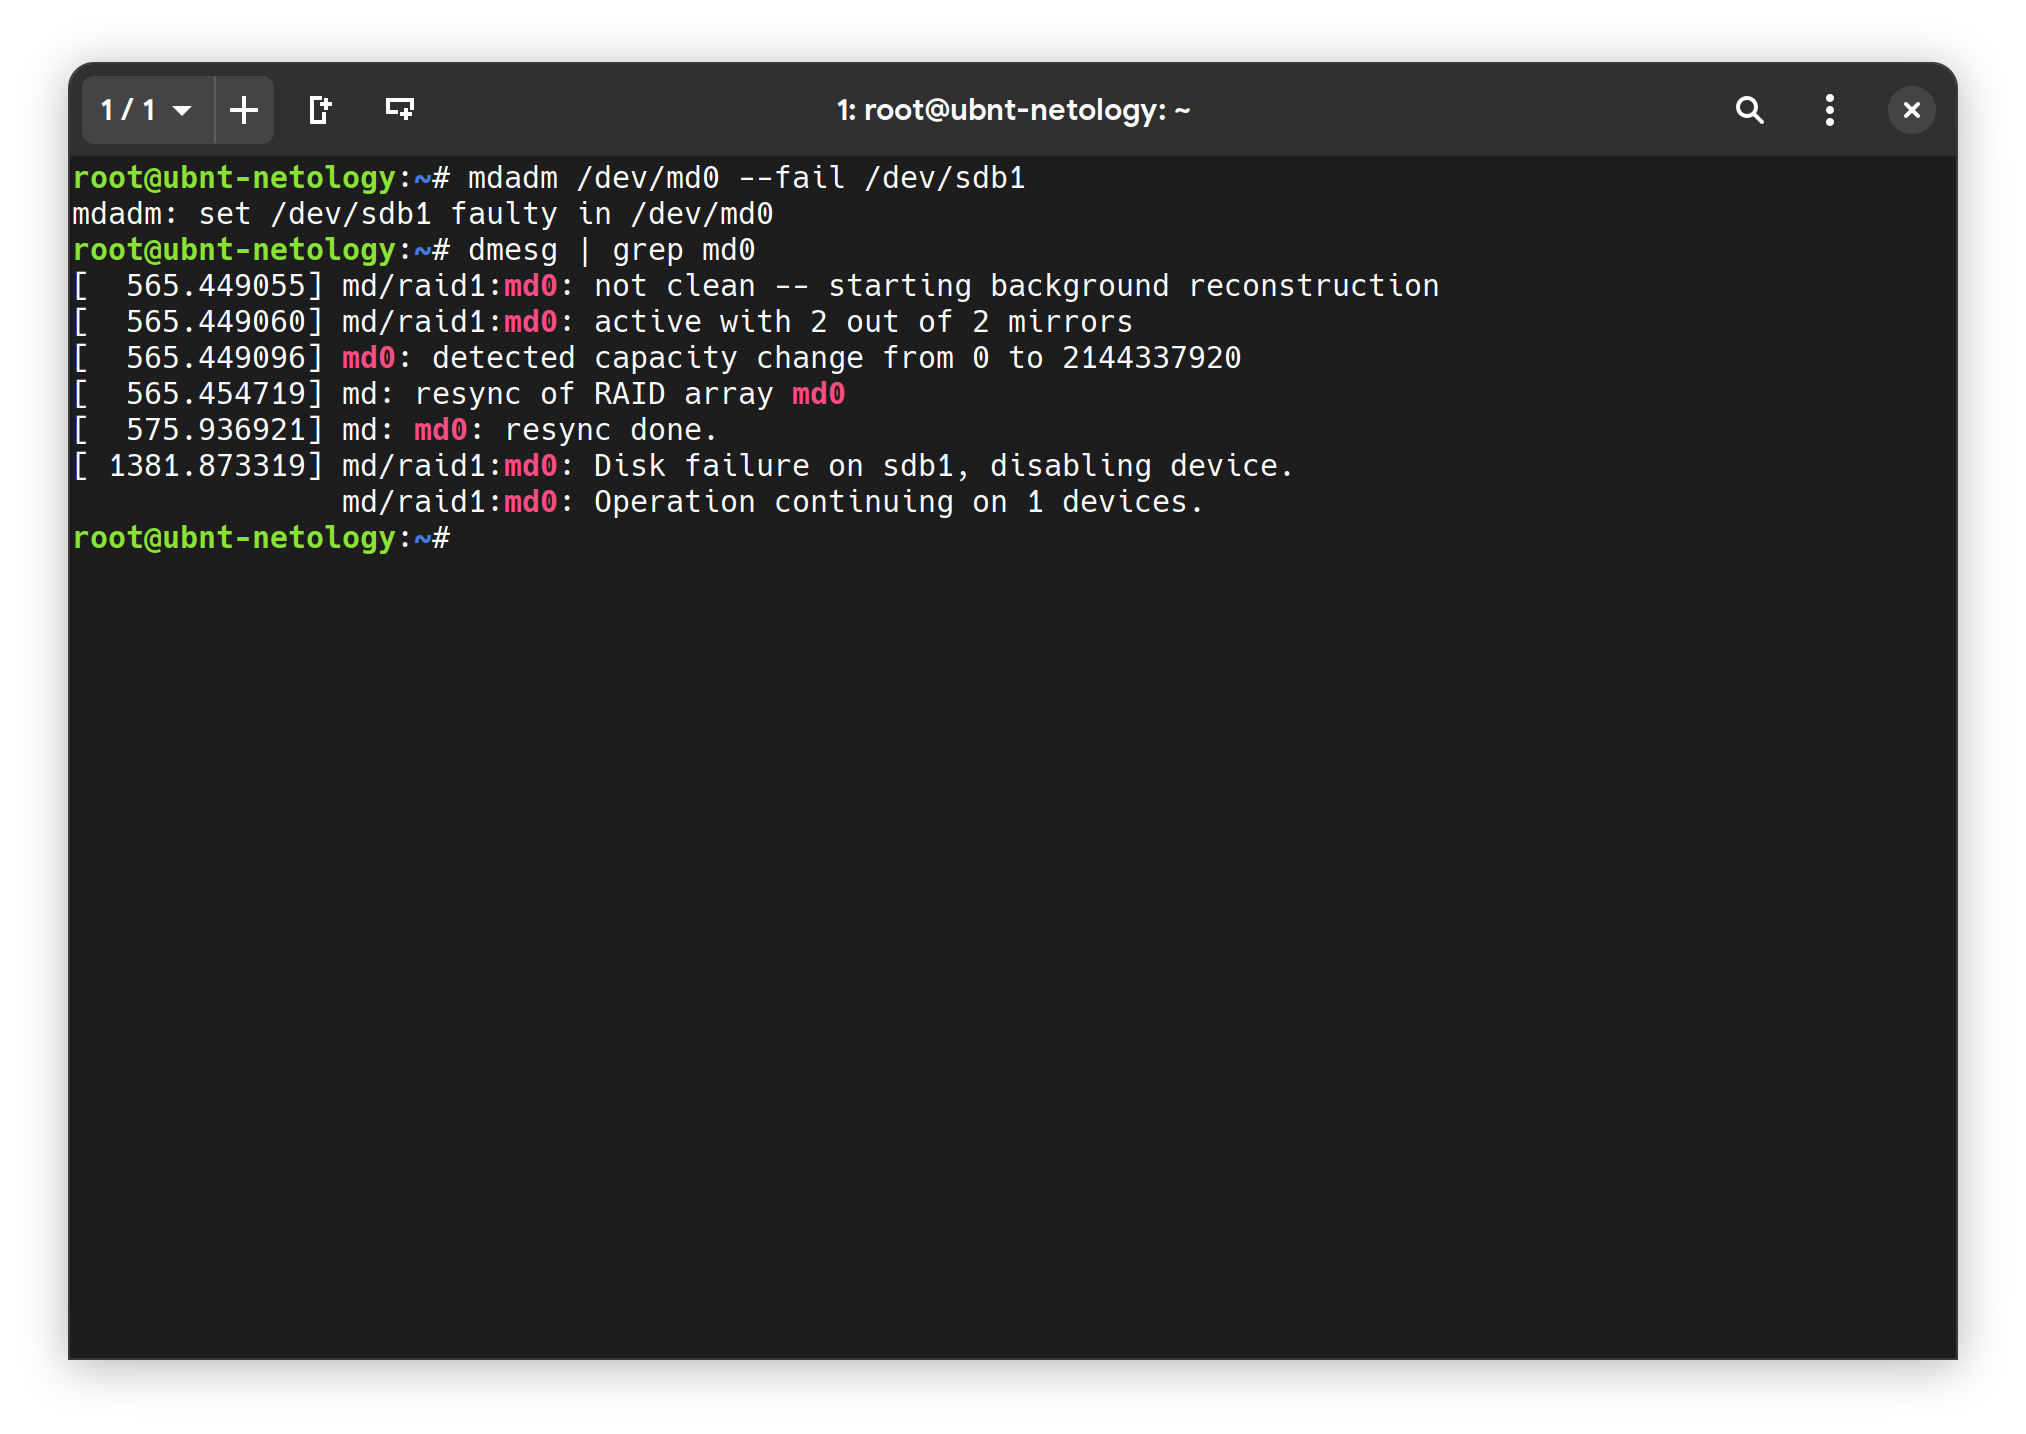 1 / 1
1: root@ubnt-netology: ~
root@ubnt-netology:~# mdadm /dev/md0 --fail /dev/sdb1
mdadm: set /dev/sdb1 faulty in /dev/md0
root@ubnt-netology:~# dmesg | grep md0
[  565.449055] md/raid1:md0: not clean -- starting background reconstruction
[  565.449060] md/raid1:md0: active with 2 out of 2 mirrors
[  565.449096] md0: detected capacity change from 0 to 2144337920
[  565.454719] md: resync of RAID array md0
[  575.936921] md: md0: resync done.
[ 1381.873319] md/raid1:md0: Disk failure on sdb1, disabling device.
               md/raid1:md0: Operation continuing on 1 devices.
root@ubnt-netology:~#